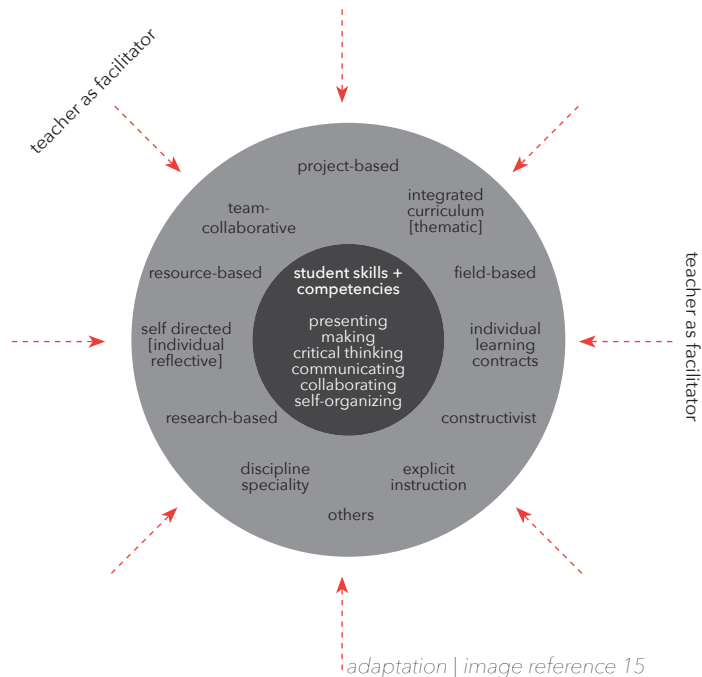 teacher as facilitator
project-based
integrated
curriculum
[thematic]
team-
collaborative
resource-based
student skills +
competencies
field-based
self directed
[individual
reflective]
presenting
making
critical thinking
communicating
collaborating
self-organizing
individual
learning
contracts
teacher as facilitator
research-based
constructivist
discipline
speciality
explicit
instruction
others
adaptation | image reference 15